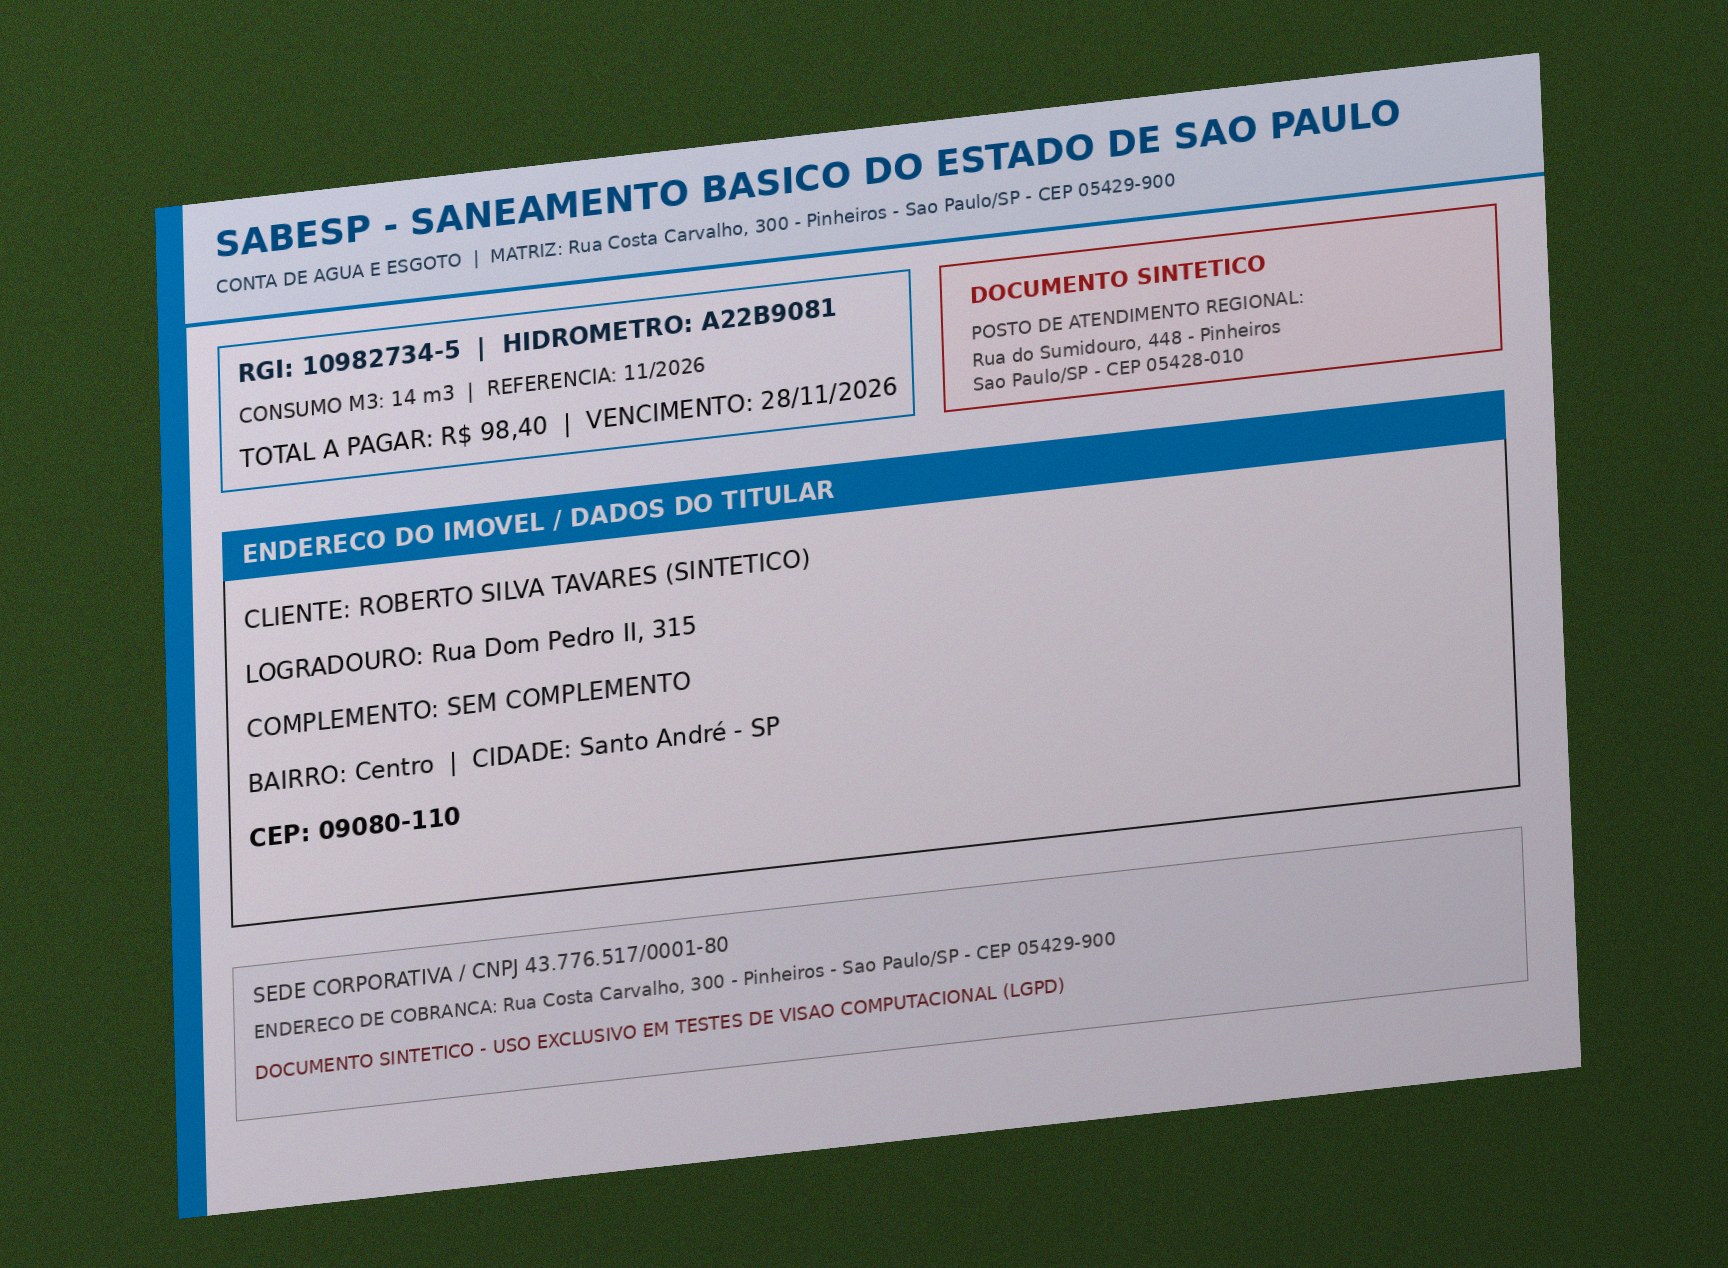 SABESP - SANEAMENTO BASICO DO ESTADO DE SAO PAULO
CONTA DE AGUA E ESGOTO | MATRIZ: Rua Costa Carvalho, 300 - Pinheiros - Sao Paulo/SP - CEP 05429-900
RGI: 10982734-5 | HIDROMETRO: A22B9081
CONSUMO M3: 14 m3 | REFERENCIA: 11/2026
TOTAL A PAGAR: R$ 98,40 | VENCIMENTO: 28/11/2026
DOCUMENTO SINTETICO
POSTO DE ATENDIMENTO REGIONAL:
Rua do Sumidouro, 448 - Pinheiros
Sao Paulo/SP - CEP 05428-010
ENDERECO DO IMOVEL / DADOS DO TITULAR
CLIENTE: ROBERTO SILVA TAVARES (SINTETICO)
LOGRADOURO: Rua Dom Pedro II, 315
COMPLEMENTO: SEM COMPLEMENTO
BAIRRO: Centro | CIDADE: Santo André - SP
CEP: 09080-110
SEDE CORPORATIVA / CNPJ 43.776.517/0001-80
ENDERECO DE COBRANCA: Rua Costa Carvalho, 300 - Pinheiros - Sao Paulo/SP - CEP 05429-900
DOCUMENTO SINTETICO - USO EXCLUSIVO EM TESTES DE VISAO COMPUTACIONAL (LGPD)